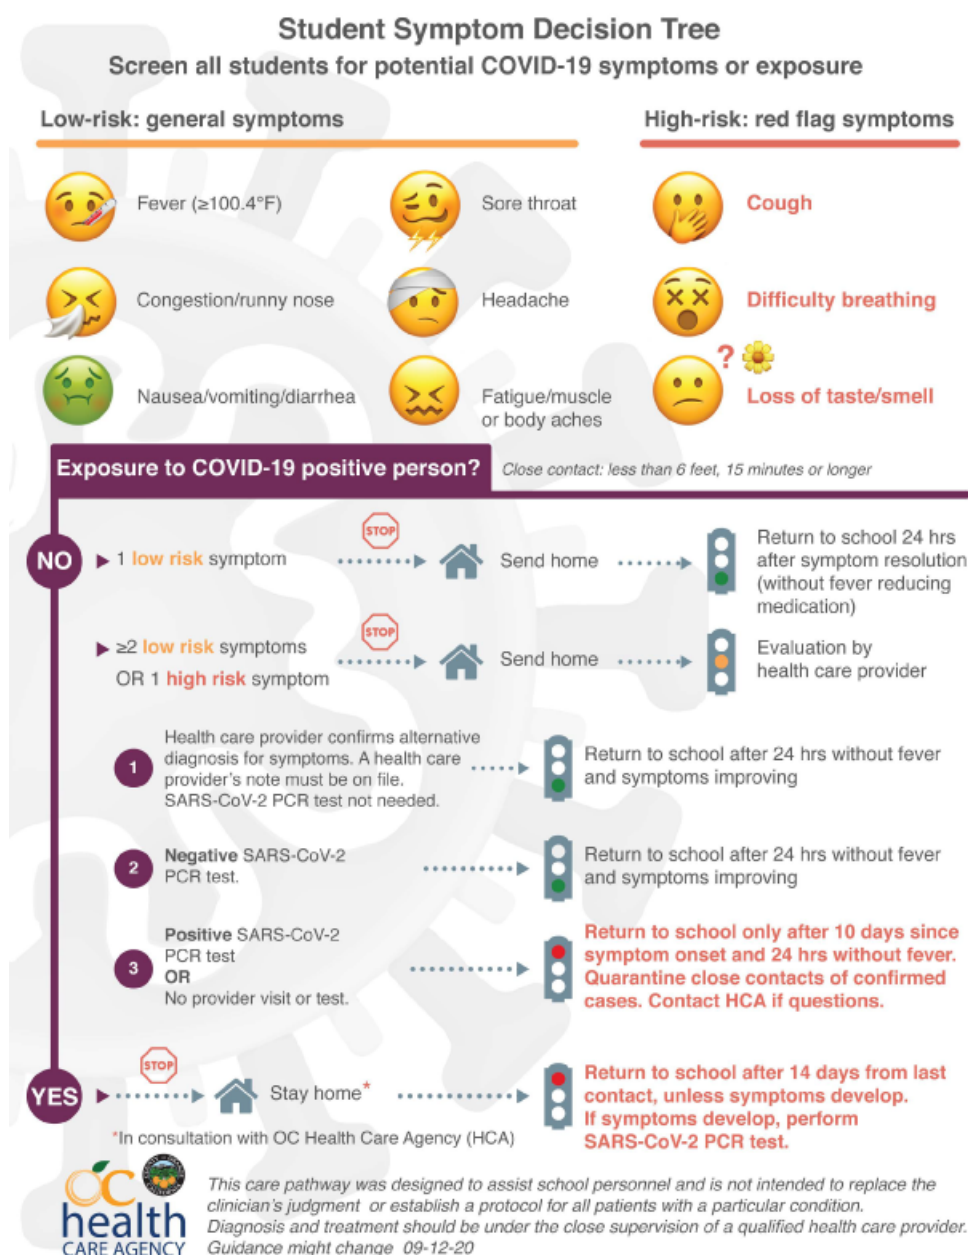 Student Symptom Decision Tree
Screen all students for potential COVID-19 symptoms or exposure
Low-risk: general symptoms
High-risk: red flag symptoms
Fever (≥100.4°F)
Sore throat
Cough
Congestion/runny nose
Headache
Difficulty breathing
Nausea/vomiting/diarrhea
Fatigue/muscle
or body aches
?
Loss of taste/smell
Exposure to COVID-19 positive person?
Close contact: less than 6 feet, 15 minutes or longer
NO
1 low risk symptom
STOP
Send home
Return to school 24 hrs
after symptom resolution
(without fever reducing
medication)
≥2 low risk symptoms
OR 1 high risk symptom
STOP
Send home
Evaluation by
health care provider
1
Health care provider confirms alternative
diagnosis for symptoms. A health care
provider's note must be on file.
SARS-CoV-2 PCR test not needed.
Return to school after 24 hrs without fever
and symptoms improving
2
Negative SARS-CoV-2
PCR test.
Return to school after 24 hrs without fever
and symptoms improving
3
Positive SARS-CoV-2
PCR test
OR
No provider visit or test.
Return to school only after 10 days since
symptom onset and 24 hrs without fever.
Quarantine close contacts of confirmed
cases. Contact HCA if questions.
YES
STOP
Stay home*
Return to school after 14 days from last
contact, unless symptoms develop.
If symptoms develop, perform
SARS-CoV-2 PCR test.
*In consultation with OC Health Care Agency (HCA)
OC
health
CARE AGENCY
This care pathway was designed to assist school personnel and is not intended to replace the
clinician's judgment or establish a protocol for all patients with a particular condition.
Diagnosis and treatment should be under the close supervision of a qualified health care provider.
Guidance might change 09-12-20